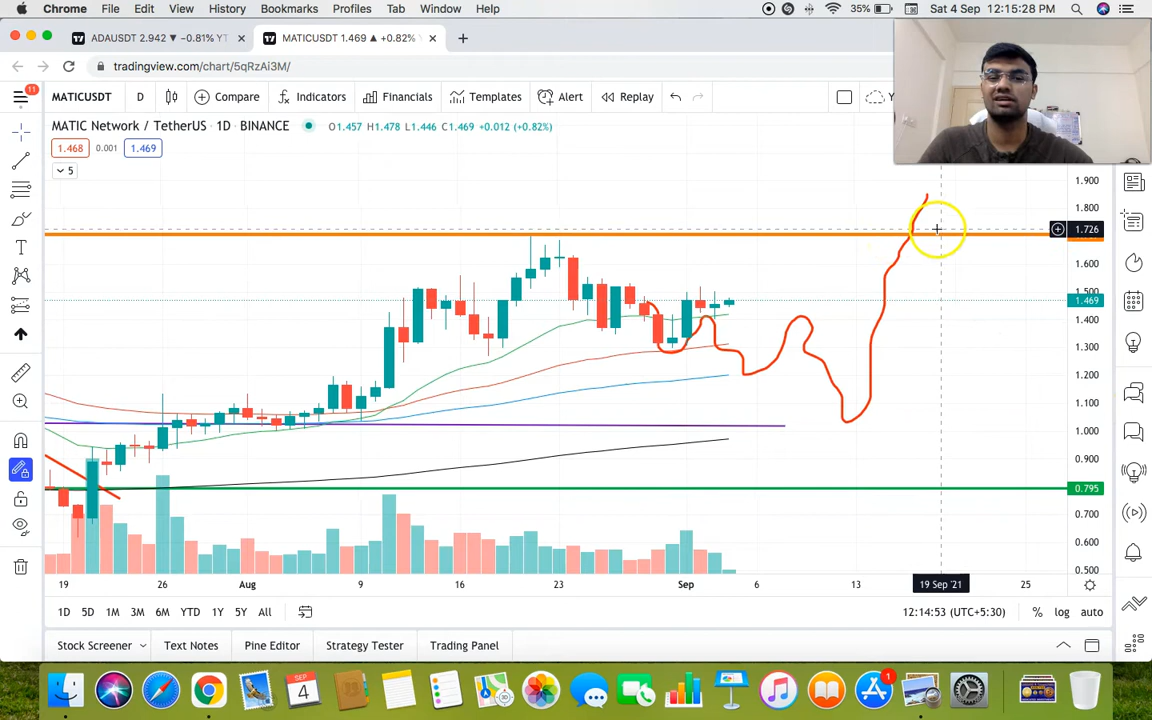 Chrome File Edit View History Bookmarks Profiles Tab Window Help 35% Sat 4 Sep 12:15:28 PM
ADAUSDT 2.942 ▼ −0.81% YT × MATICUSDT 1.469 ▲ +0.82% × +
tradingview.com/chart/5qRzAi3M/
11
MATICUSDT D Compare Indicators Financials Templates Alert Replay Y
MATIC Network / TetherUS · 1D · BINANCE O1.457 H1.478 L1.446 C1.469 +0.012 (+0.82%)
1.468 0.001 1.469
5
1.900
1.800
1.726
1.600
1.469
1.400
1.300
1.200
1.100
1.000
0.900
0.795
0.700
0.600
0.500
19 26 Aug 9 16 23 Sep 6 13 19 Sep '21 25
1D 5D 1M 3M 6M YTD 1Y 5Y All 12:14:53 (UTC+5:30) % log auto
Stock Screener Text Notes Pine Editor Strategy Tester Trading Panel
SEP
4
1